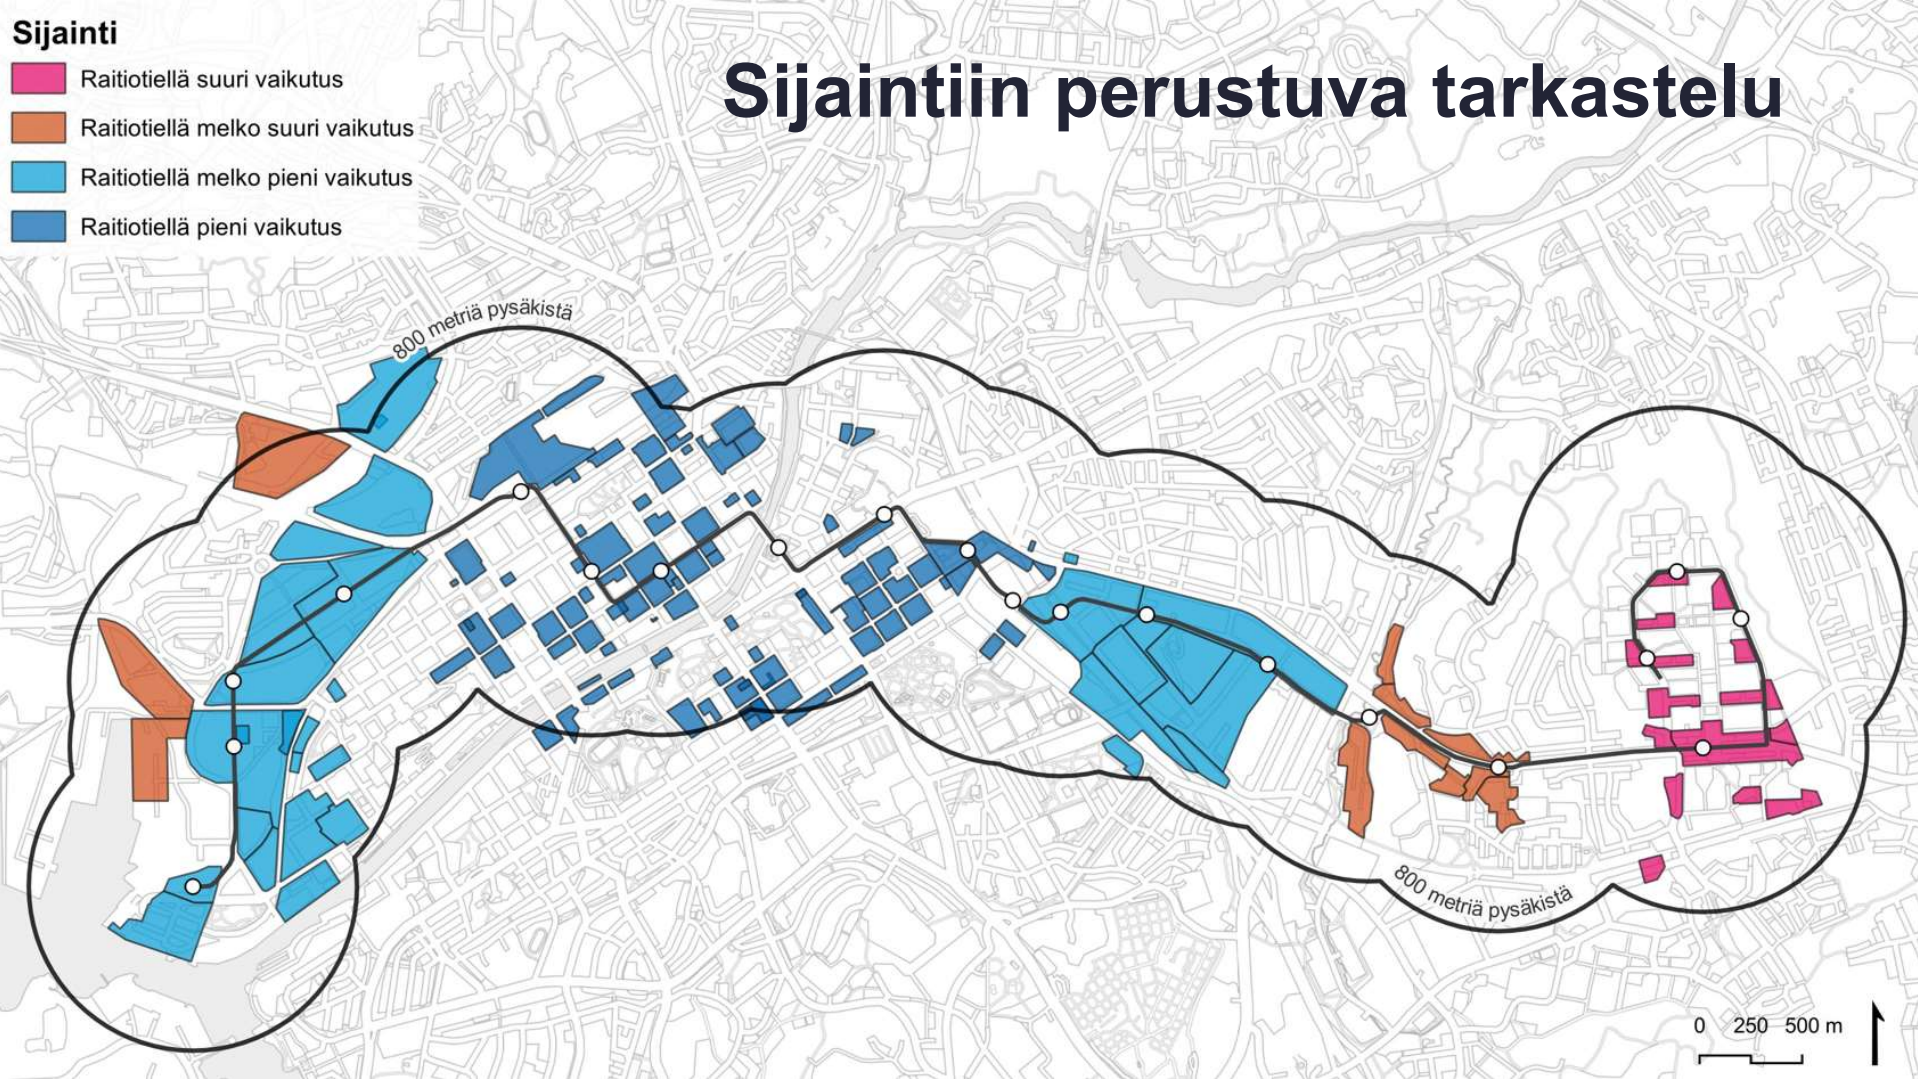 Sijainti
Raitiotiellä suuri vaikutus
Raitiotiellä melko suuri vaikutus
Raitiotiellä melko pieni vaikutus
Raitiotiellä pieni vaikutus
Sijaintiin perustuva tarkastelu
800 metriä pysäkistä
800 metriä pysäkistä
0 250 500 m